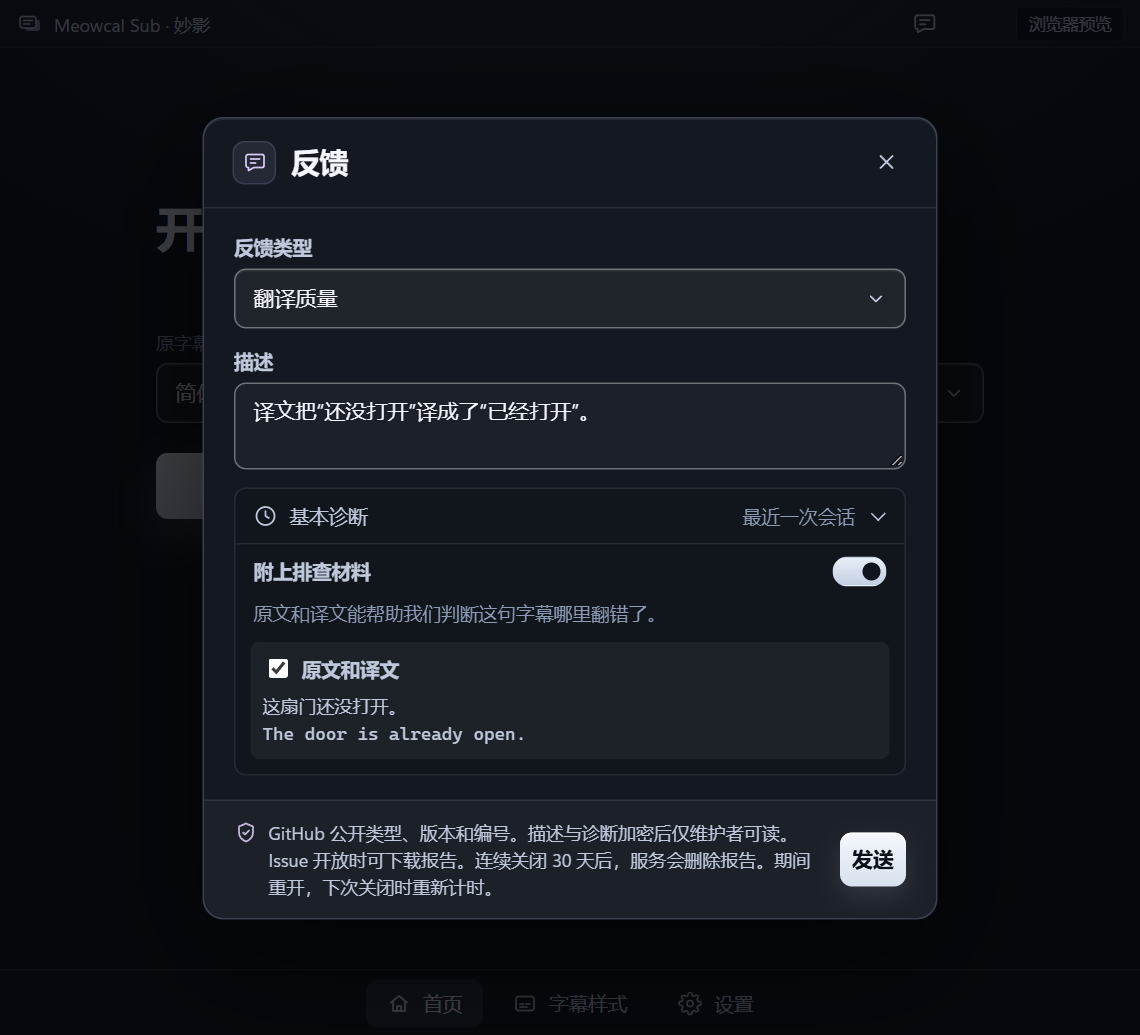 Meowcal Sub · 妙影
浏览器预览
开
反馈
反馈类型
原字幕
翻译质量
简体
描述
译文把“还没打开”译成了“已经打开”。
基本诊断
最近一次会话
附上排查材料
原文和译文能帮助我们判断这句字幕哪里翻错了。
原文和译文
这扇门还没打开。
The door is already open.
GitHub 公开类型、版本和编号。描述与诊断加密后仅维护者可读。
Issue 开放时可下载报告。连续关闭 30 天后，服务会删除报告。期间
重开，下次关闭时重新计时。
发送
首页
字幕样式
设置